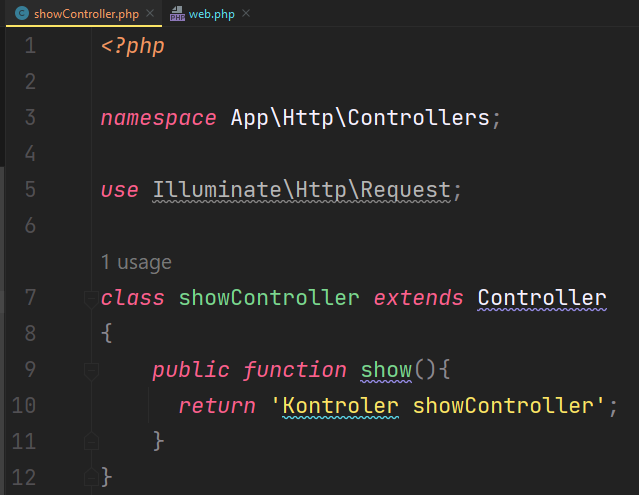 showController.php × web.php ×
1 <?php
2
3 namespace App\Http\Controllers;
4
5 use Illuminate\Http\Request;
6
1 usage
7 class showController extends Controller
8 {
9 public function show(){
10 return 'Kontroler showController';
11 }
12 }